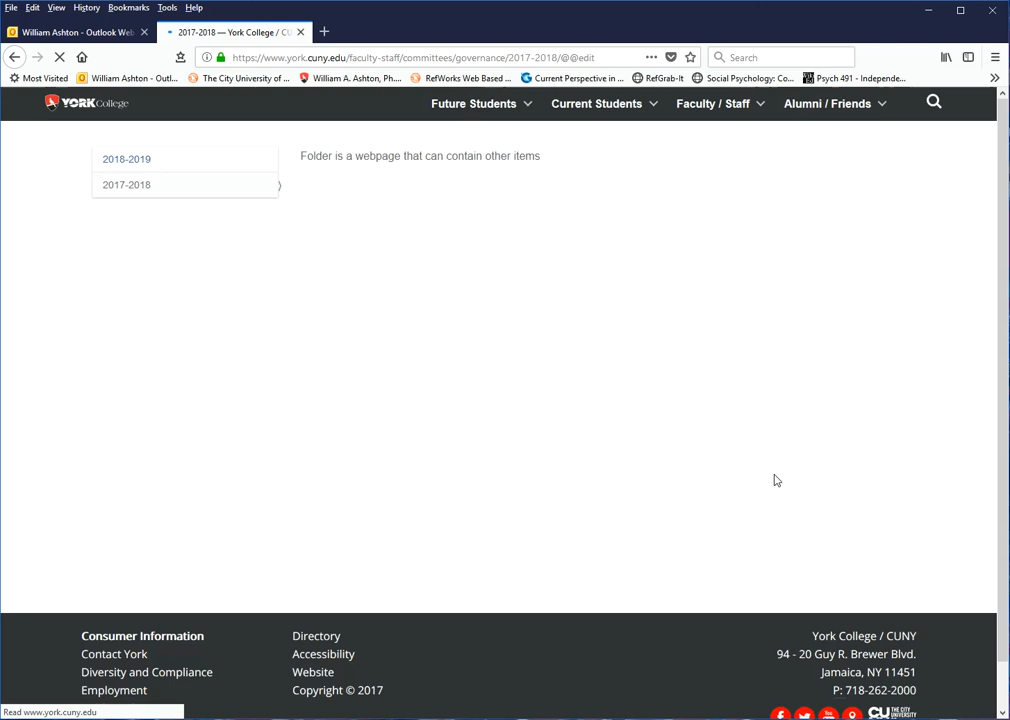 File Edit View History Bookmarks Tools Help
William Ashton - Outlook Web
2017-2018 — York College / CU
https://www.york.cuny.edu/faculty-staff/committees/governance/2017-2018/@@edit
Search
Most Visited
William Ashton - Outl...
The City University of ...
William A. Ashton, Ph....
RefWorks Web Based ...
Current Perspective in ...
RefGrab-It
Social Psychology: Co...
Psych 491 - Independe...
YORK College
Future Students
Current Students
Faculty / Staff
Alumni / Friends
2018-2019
2017-2018
)
Folder is a webpage that can contain other items
Consumer Information
Contact York
Diversity and Compliance
Employment
Directory
Accessibility
Website
Copyright © 2017
York College / CUNY
94 - 20 Guy R. Brewer Blvd.
Jamaica, NY 11451
P: 718-262-2000
CU THE CITY UNIVERSITY
Read www.york.cuny.edu